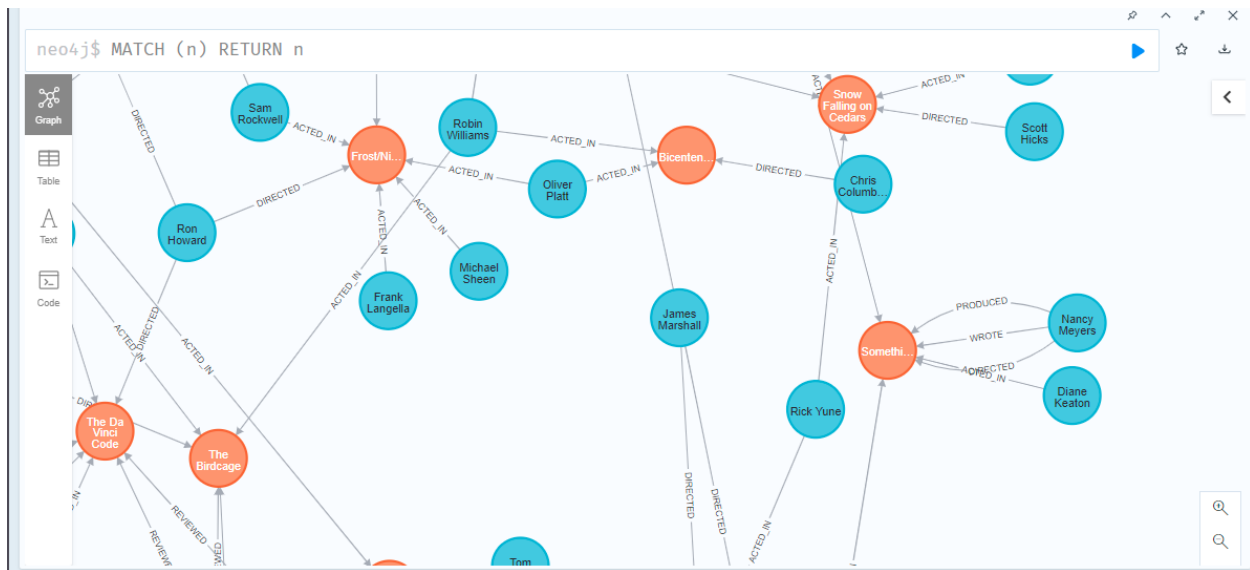 neo4j$ MATCH (n) RETURN n
Graph
Table
Text
Code
Sam
Rockwell
ACTED_IN
DIRECTED
Robin
Williams
ACTED_IN
Frost/Ni...
ACTED_IN
Oliver
Platt
ACTED_IN
Bicenten...
DIRECTED
Chris
Columb...
Snow
Falling on
Cedars
ACTED_IN
DIRECTED
Scott
Hicks
Ron
Howard
DIRECTED
ACTED_IN
ACTED_IN
Michael
Sheen
Frank
Langella
ACTED_IN
DIRECTED
ACTED_IN
James
Marshall
ACTED_IN
PRODUCED
WROTE
DIRECTED
Nancy
Meyers
Somethi...
Diane
Keaton
Rick Yune
ACTED_IN
ACTED_IN
The Da
Vinci
Code
The
Birdcage
REVIEWED
DIRECTED
DIRECTED
ACTED_IN
Tom